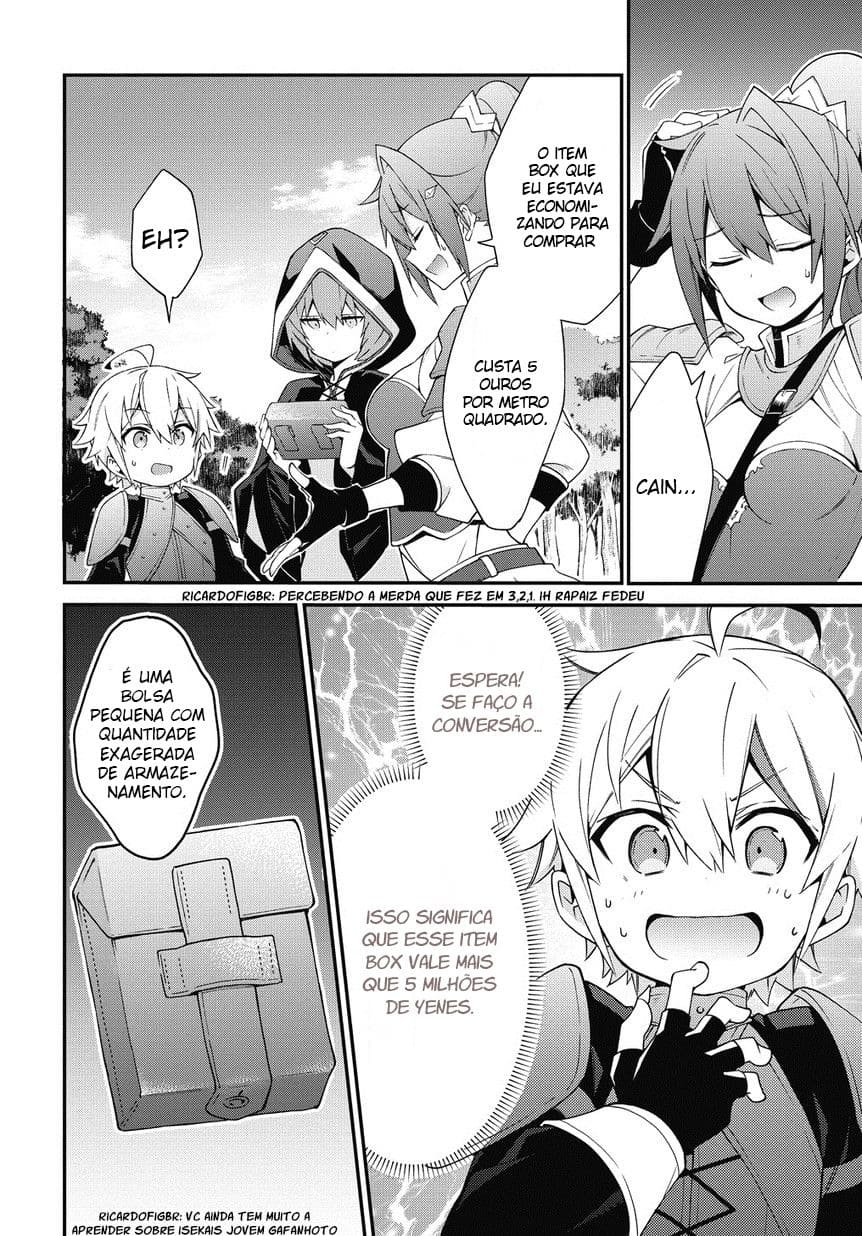 CAIN...
O ITEM
BOX QUE
EU ESTAVA
ECONOMI-
ZANDO PARA
COMPRAR
CUSTA 5
OUROS
POR METRO
QUADRADO.
EH?
RICARDOFIGBR: PERCEBENDO A MERDA QUE FEZ EM 3,2,1. IH RAPAIZ FEDEU
ESPERA!
SE FAÇO A
CONVERSÃO...
ISSO SIGNIFICA
QUE ESSE ITEM
BOX VALE MAIS
QUE 5 MILHÕES
DE YENES.
É UMA
BOLSA
PEQUENA COM
QUANTIDADE
EXAGERADA
DE ARMAZE-
NAMENTO.
RICARDOFIGBR: VC AINDA TEM MUITO A
APRENDER SOBRE ISEKAIS JOVEM GAFANHOTO